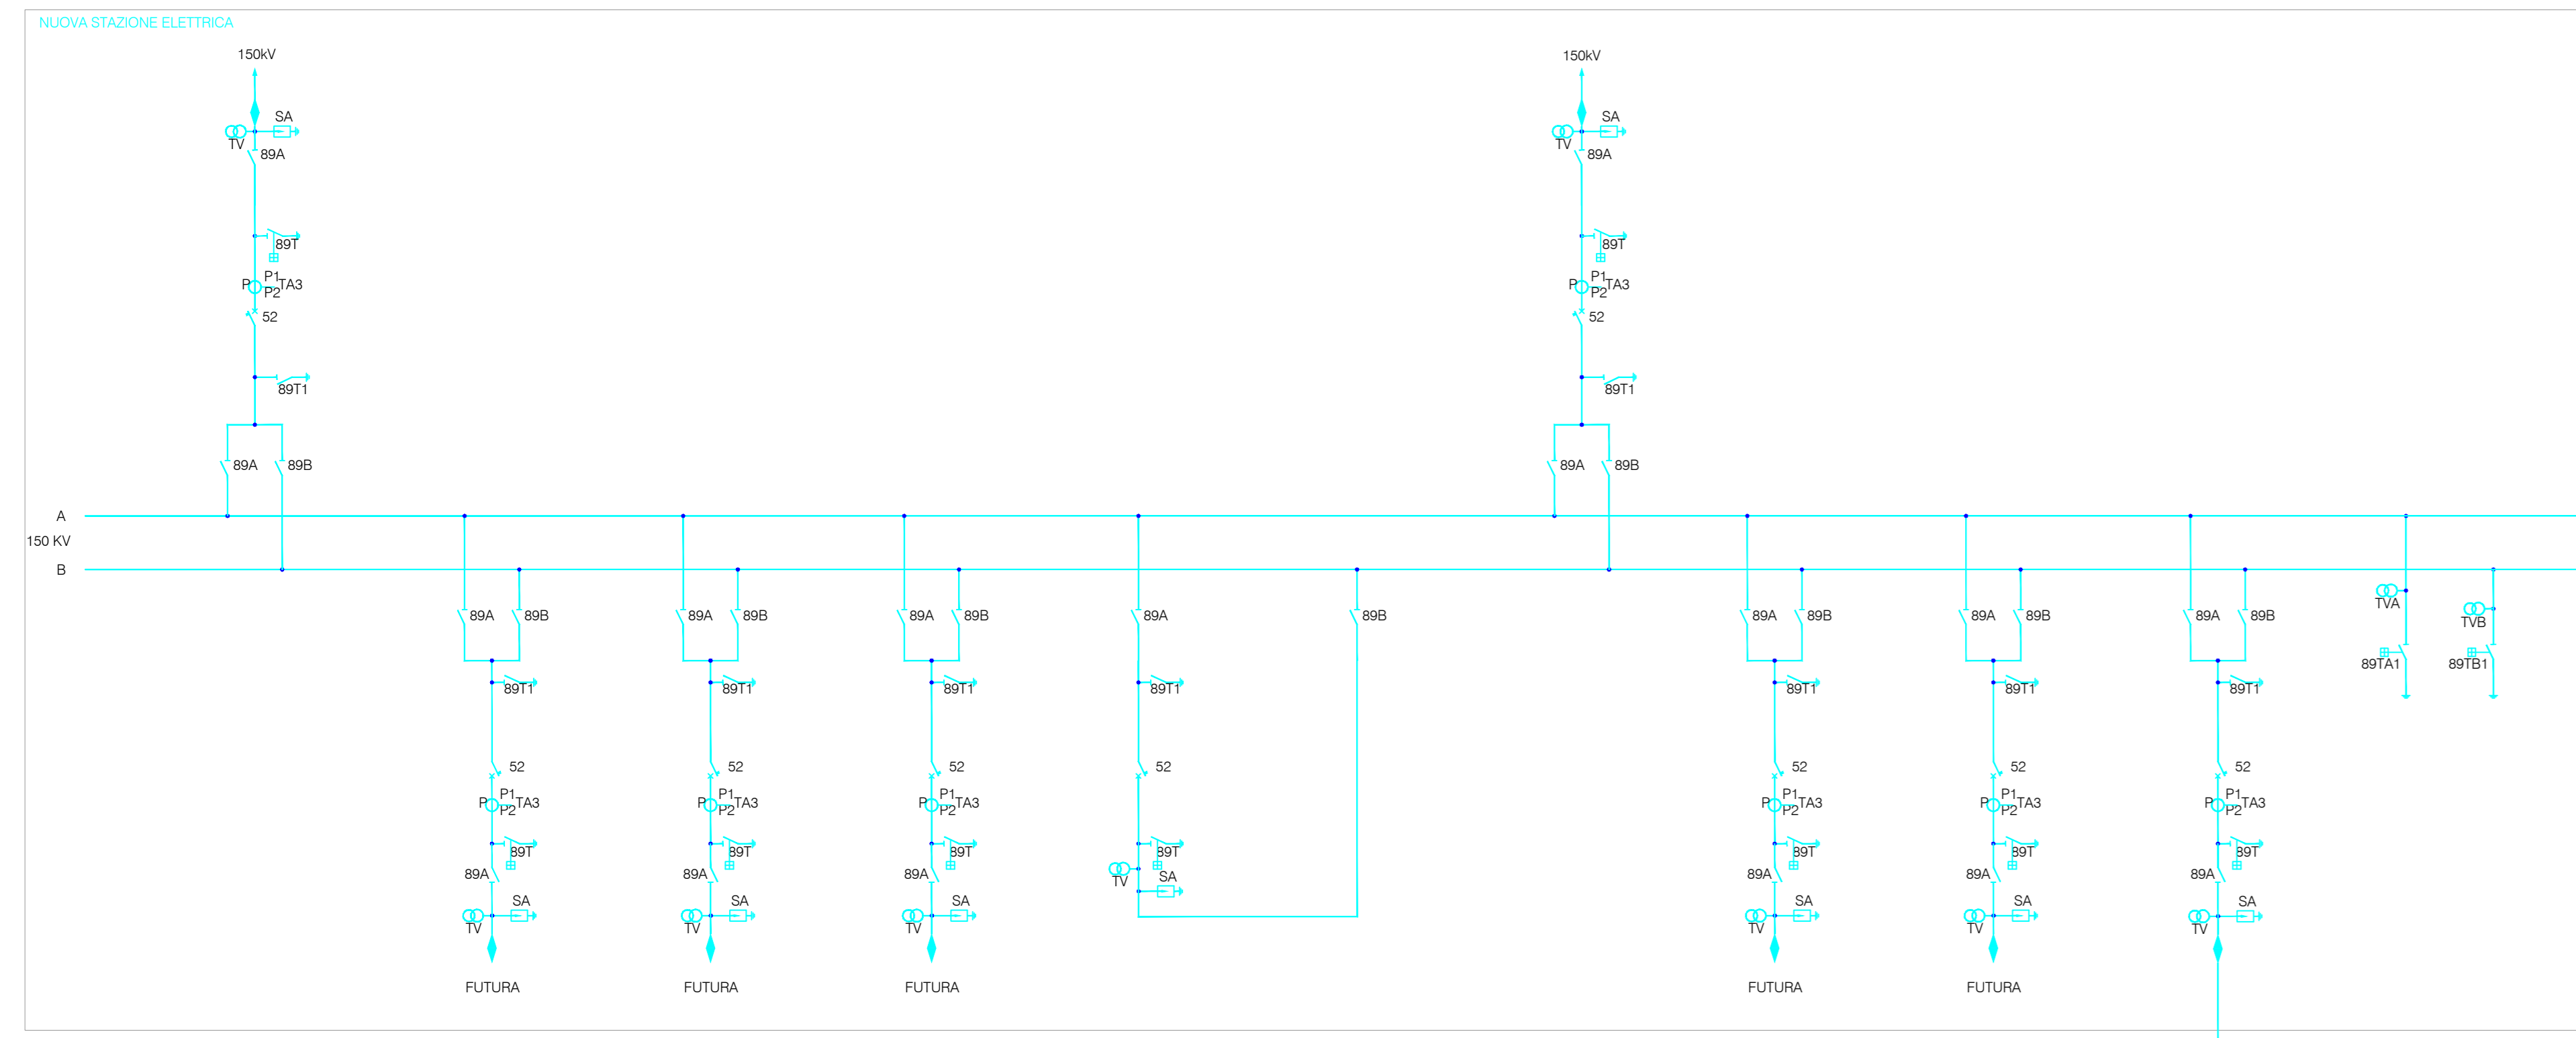 NUOVA STAZIONE ELETTRICA
150kV
150kV
SA
SA
TV
TV
89A
89A
89T
89T
P P1 TA3
P2
P P1 TA3
P2
52
52
89T1
89T1
89A 89B
89A 89B
A
150 KV
B
TVA
TVB
89A 89B 89A 89B 89A 89B 89A 89B 89A 89B 89A 89B 89A 89B
89TA1 89TB1
89T1 89T1 89T1 89T1 89T1 89T1 89T1
52 52 52 52 52 52 52
P P1 TA3
P2
P P1 TA3
P2
P P1 TA3
P2
P P1 TA3
P2
P P1 TA3
P2
P P1 TA3
P2
89T 89T 89T 89T 89T 89T 89T
89A 89A 89A TV SA 89A 89A 89A
SA SA SA SA SA SA
TV TV TV TV TV TV
FUTURA FUTURA FUTURA FUTURA FUTURA